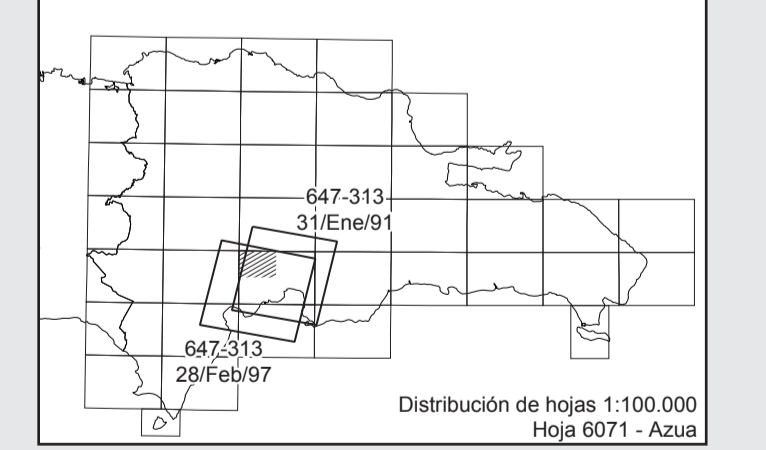 647-313
31/Ene/91
647-313
28/Feb/97
Distribución de hojas 1:100.000
Hoja 6071 - Azua